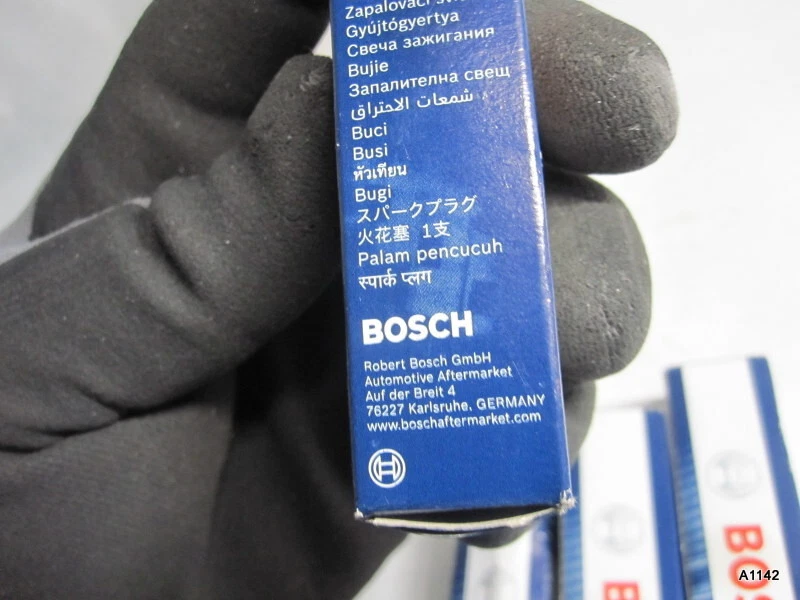 Zapalovací
Gyújtógyertya
Свеча зажигания
Bujie
Запалителна свещ
شمعات الاحتراق
Buci
Busi
หัวเทียน
Bugi
スパークプラグ
火花塞 1支
Palam pencucuh
स्पार्क प्लग
BOSCH
Robert Bosch GmbH
Automotive Aftermarket
Auf der Breit 4
76227 Karlsruhe, GERMANY
www.boschaftermarket.com
A1142